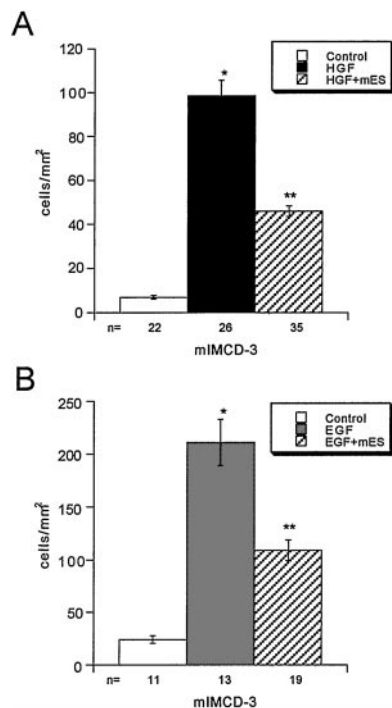 A
120
100
80
60
40
20
0
cells/mm²
Control
HGF
HGF+mES
*
**
n= 22 26 35
mIMCD-3
B
250
200
150
100
50
0
cells/mm²
Control
EGF
EGF+mES
*
**
n= 11 13 19
mIMCD-3